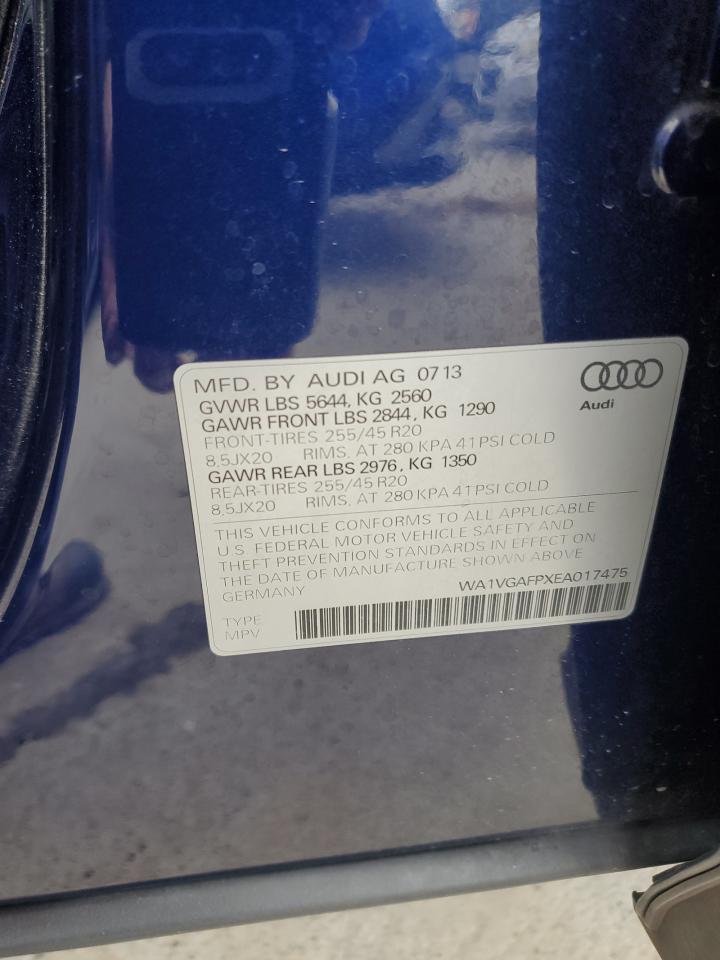 MFD. BY AUDI AG 0713
GVWR LBS 5644, KG 2560
GAWR FRONT LBS 2844, KG 1290
FRONT-TIRES 255/45 R20
8,5JX20 RIMS, AT 280 KPA 41 PSI COLD
GAWR REAR LBS 2976, KG 1350
REAR-TIRES 255/45 R20
8,5JX20 RIMS, AT 280 KPA 41 PSI COLD
Audi
THIS VEHICLE CONFORMS TO ALL APPLICABLE
U.S. FEDERAL MOTOR VEHICLE SAFETY AND
THEFT PREVENTION STANDARDS IN EFFECT ON
THE DATE OF MANUFACTURE SHOWN ABOVE
GERMANY WA1VGAFPXEA017475
TYPE
MPV